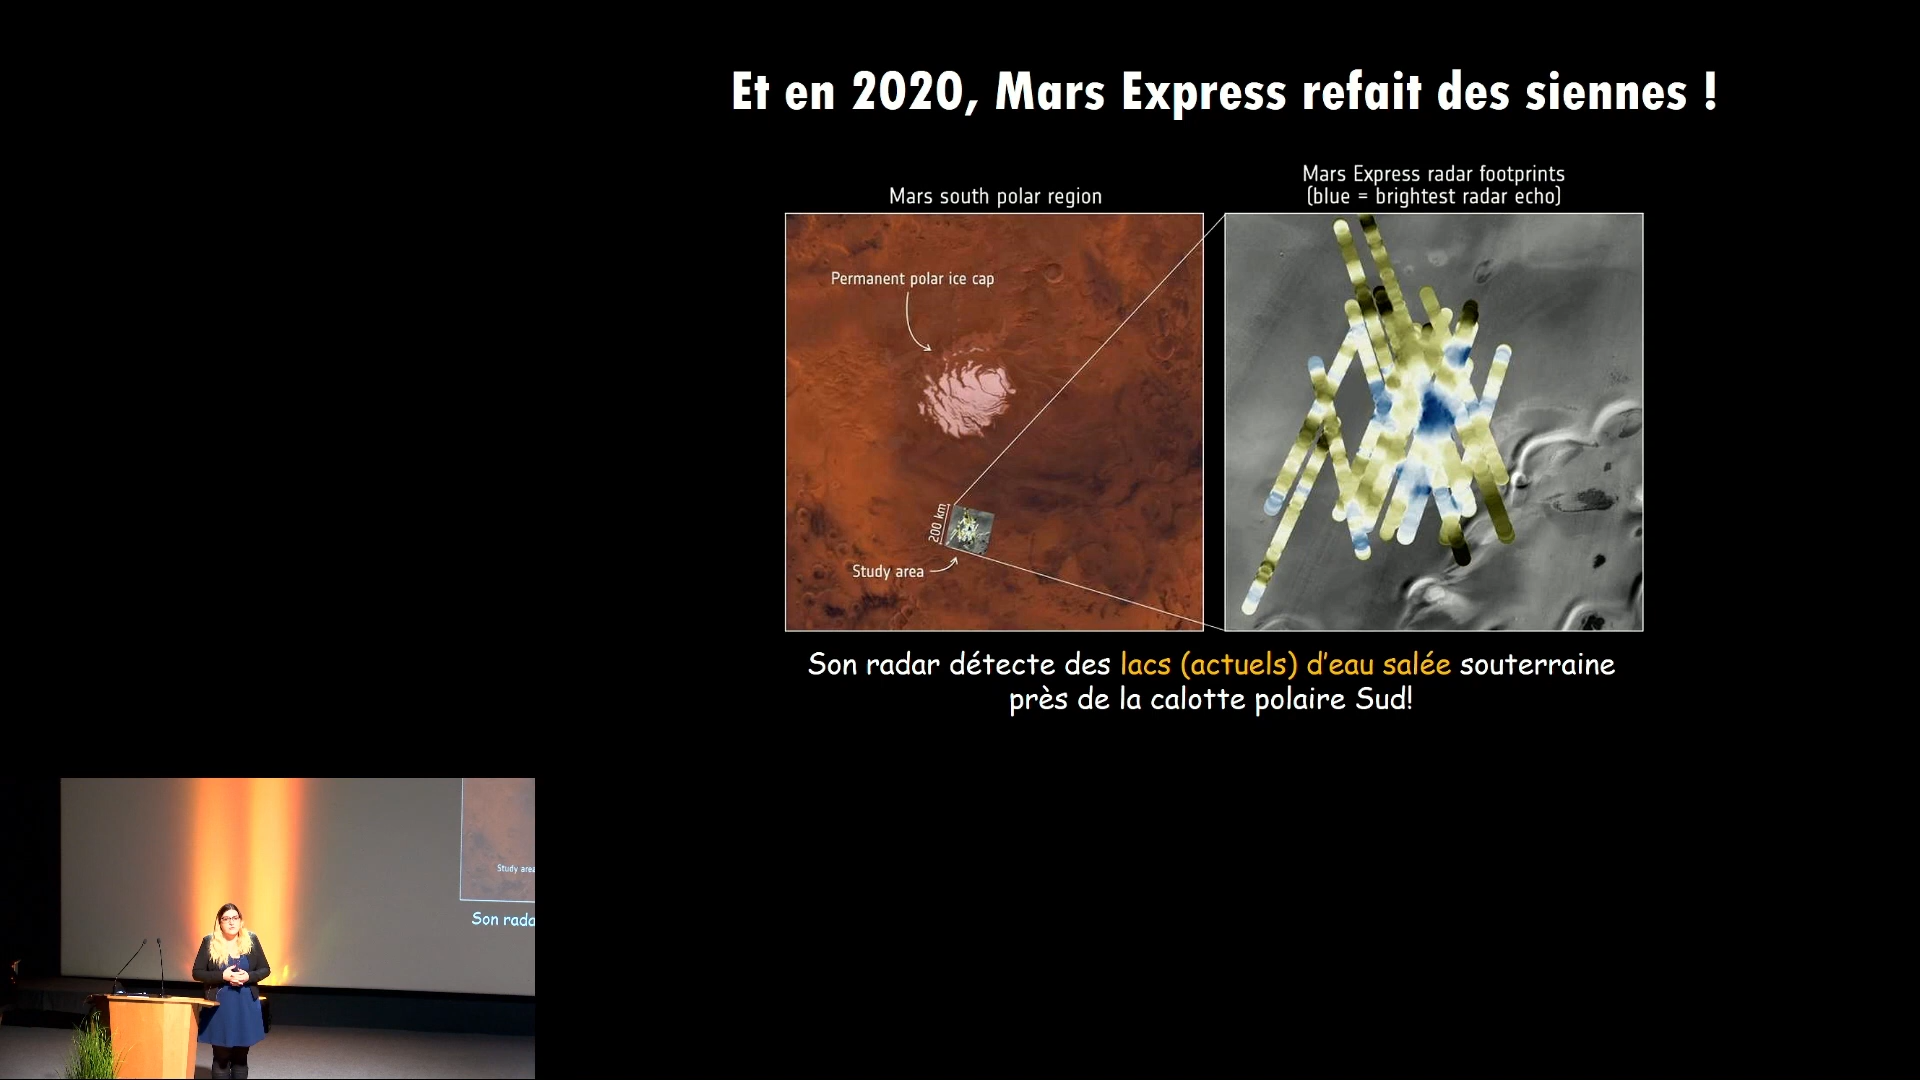 Et en 2020, Mars Express refait des siennes !
Mars south polar region
Mars Express radar footprints
(blue = brightest radar echo)
Permanent polar ice cap
200 km
Study area
Son radar détecte des lacs (actuels) d'eau salée souterraine
près de la calotte polaire Sud!
Study area
Son rada